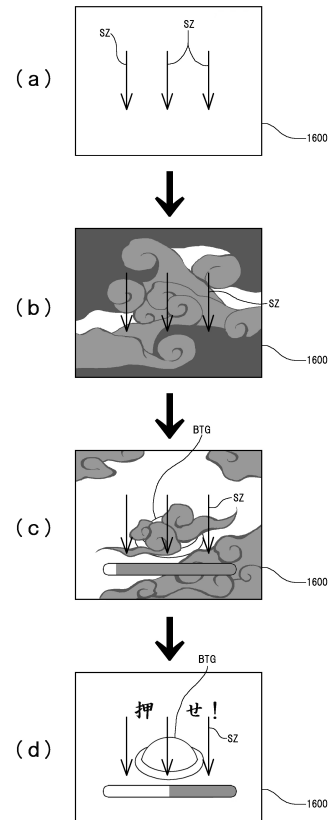 SZ
SZ
(a)
1600
(b)
SZ
1600
BTG
SZ
(c)
1600
BTG
押 せ!
SZ
(d)
1600